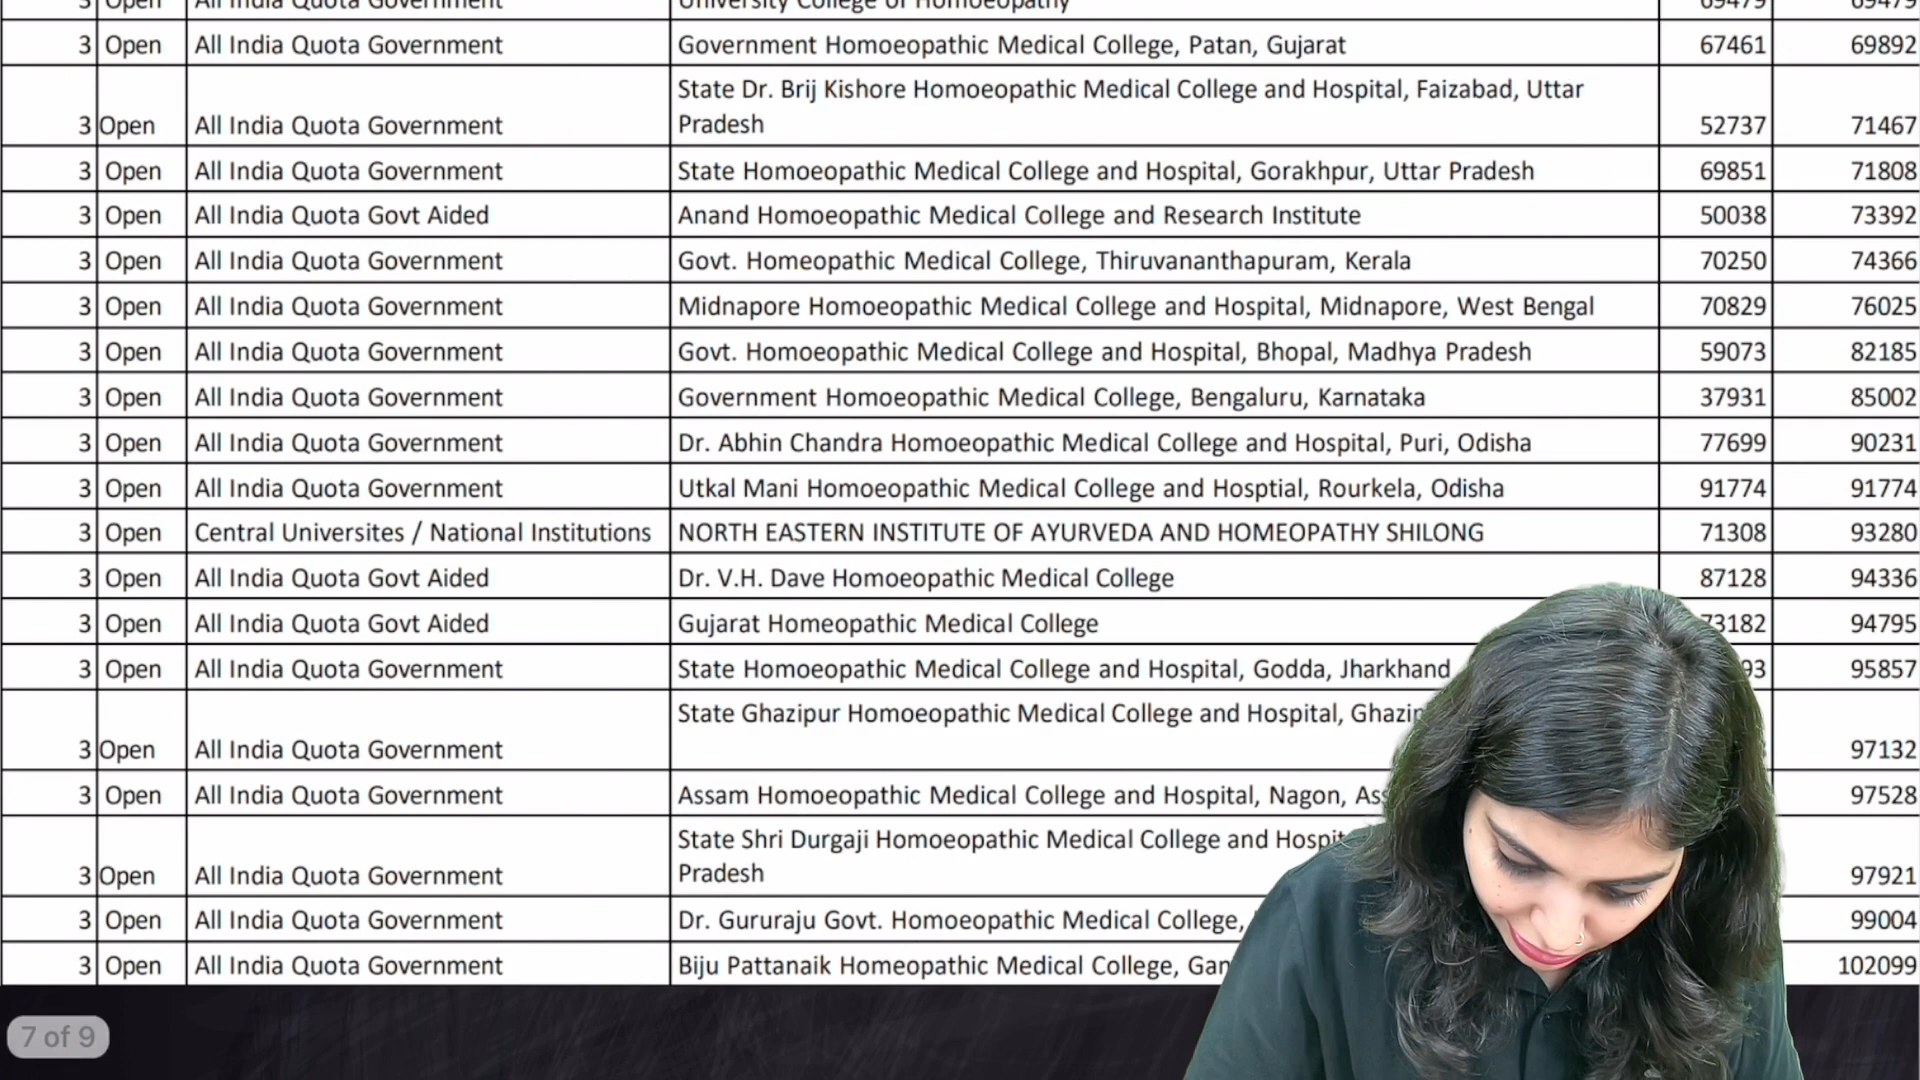 3 Open All India Quota Government University College of Homoeopathy 69479 69479
3 Open All India Quota Government Government Homoeopathic Medical College, Patan, Gujarat 67461 69892
State Dr. Brij Kishore Homoeopathic Medical College and Hospital, Faizabad, Uttar
3 Open All India Quota Government Pradesh 52737 71467
3 Open All India Quota Government State Homoeopathic Medical College and Hospital, Gorakhpur, Uttar Pradesh 69851 71808
3 Open All India Quota Govt Aided Anand Homoeopathic Medical College and Research Institute 50038 73392
3 Open All India Quota Government Govt. Homeopathic Medical College, Thiruvananthapuram, Kerala 70250 74366
3 Open All India Quota Government Midnapore Homoeopathic Medical College and Hospital, Midnapore, West Bengal 70829 76025
3 Open All India Quota Government Govt. Homoeopathic Medical College and Hospital, Bhopal, Madhya Pradesh 59073 82185
3 Open All India Quota Government Government Homoeopathic Medical College, Bengaluru, Karnataka 37931 85002
3 Open All India Quota Government Dr. Abhin Chandra Homoeopathic Medical College and Hospital, Puri, Odisha 77699 90231
3 Open All India Quota Government Utkal Mani Homoeopathic Medical College and Hosptial, Rourkela, Odisha 91774 91774
3 Open Central Universites / National Institutions NORTH EASTERN INSTITUTE OF AYURVEDA AND HOMEOPATHY SHILONG 71308 93280
3 Open All India Quota Govt Aided Dr. V.H. Dave Homoeopathic Medical College 87128 94336
3 Open All India Quota Govt Aided Gujarat Homeopathic Medical College 73182 94795
3 Open All India Quota Government State Homoeopathic Medical College and Hospital, Godda, Jharkhand 93 95857
State Ghazipur Homoeopathic Medical College and Hospital,
3 Open All India Quota Government 97132
3 Open All India Quota Government Assam Homoeopathic Medical College and Hospital, Nagon, 97528
State Shri Durgaji Homoeopathic Medical College and
3 Open All India Quota Government Pradesh 97921
3 Open All India Quota Government Dr. Gururaju Govt. Homoeopathic Medical College, 99004
3 Open All India Quota Government Biju Pattanaik Homeopathic Medical College, 102099
7 of 9